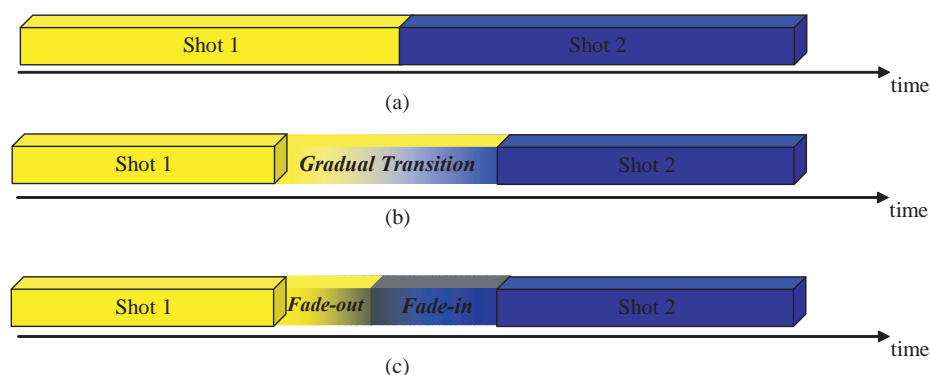 Shot 1 Shot 2
time
(a)
Shot 1 Gradual Transition Shot 2
time
(b)
Shot 1 Fade-out Fade-in Shot 2
time
(c)